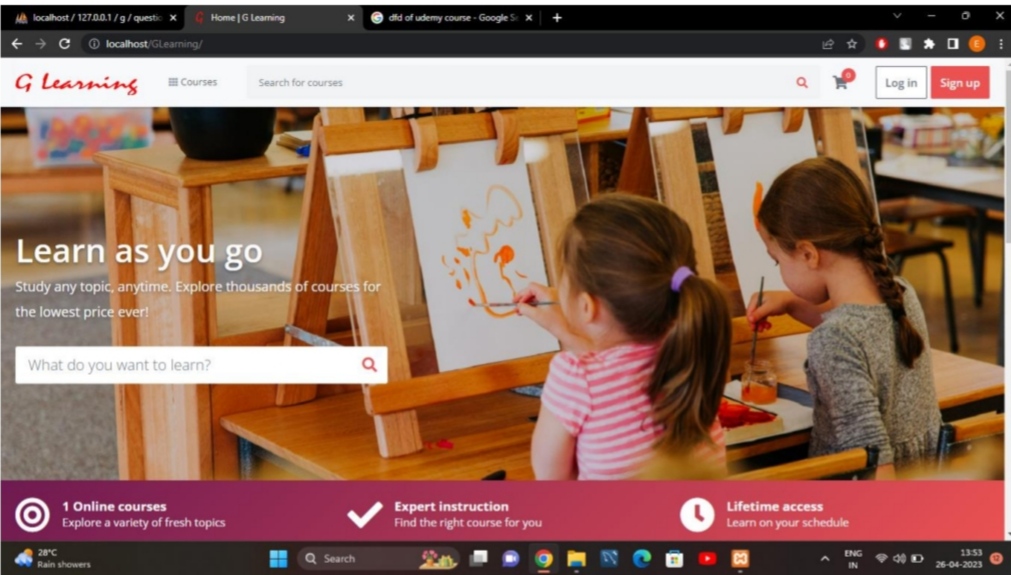 localhost / 127.0.0.1 / g / questio
Home | G Learning
dfd of udemy course - Google Se
localhost/GLearning/
G Learning
Courses
Search for courses
0
Log in
Sign up
Learn as you go
Study any topic, anytime. Explore thousands of courses for
the lowest price ever!
What do you want to learn?
1 Online courses
Explore a variety of fresh topics
Expert instruction
Find the right course for you
Lifetime access
Learn on your schedule
28°C
Rain showers
Search
ENG
IN
13:53
26-04-2023